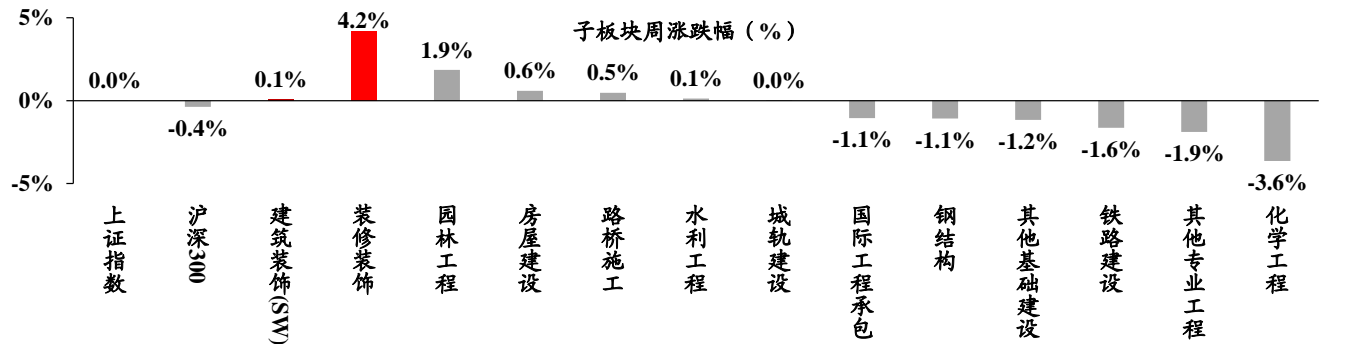 子板块周涨跌幅（%）
5%
0%
-5%
0.0%
-0.4%
0.1%
4.2%
1.9%
0.6%
0.5%
0.1%
0.0%
-1.1%
-1.1%
-1.2%
-1.6%
-1.9%
-3.6%
上证指数
沪深300
建筑装饰(SW)
装修装饰
园林工程
房屋建设
路桥施工
水利工程
城轨建设
国际工程承包
钢结构
其他基础建设
铁路建设
其他专业工程
化学工程